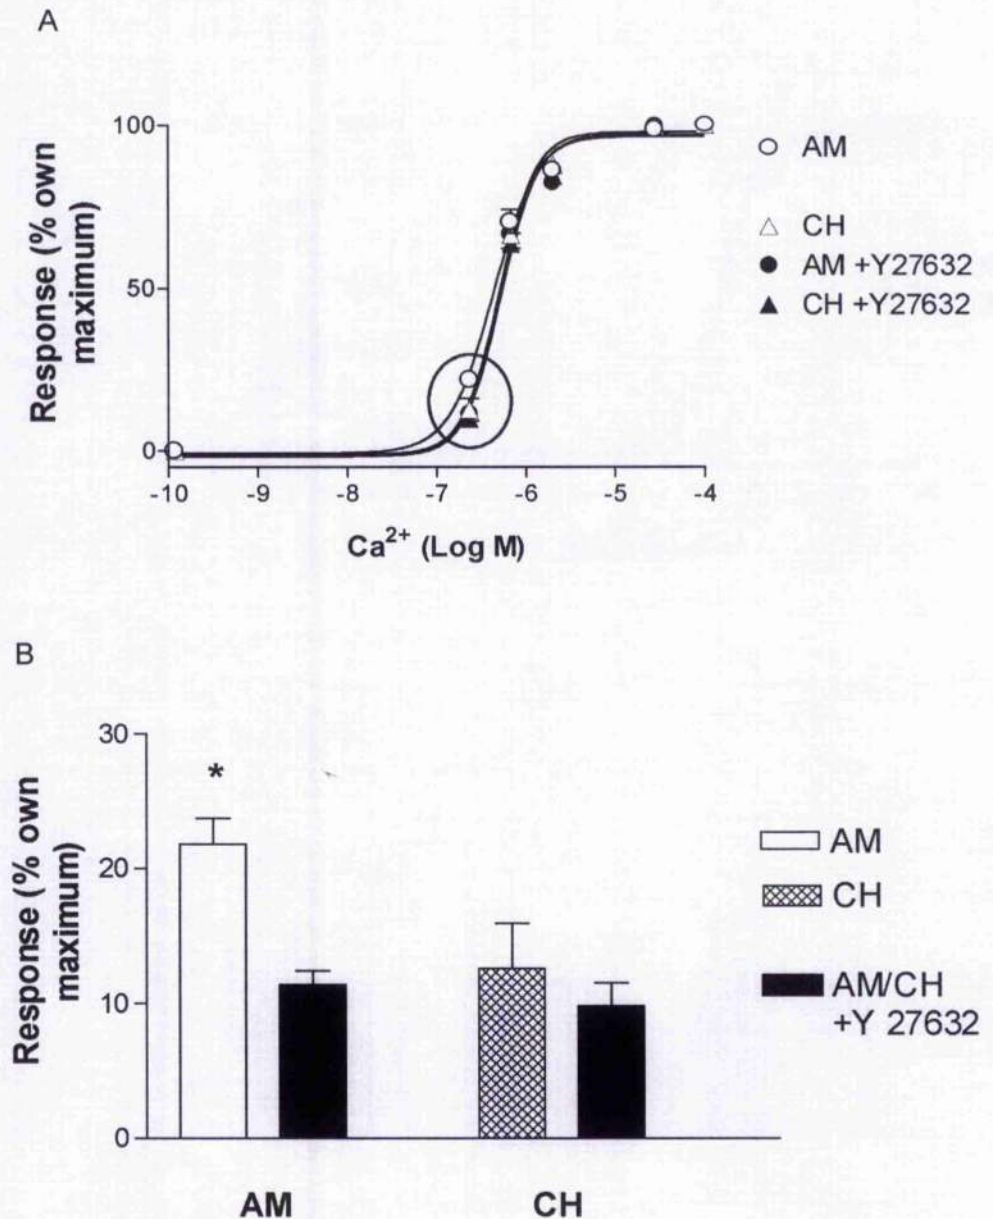 A
Response (% own
maximum)
100
50
0
-10 -9 -8 -7 -6 -5 -4
Ca²⁺ (Log M)
AM
CH
AM +Y27632
CH +Y27632
B
Response (% own
maximum)
30
20
10
0
*
AM CH
AM
CH
AM/CH
+Y 27632